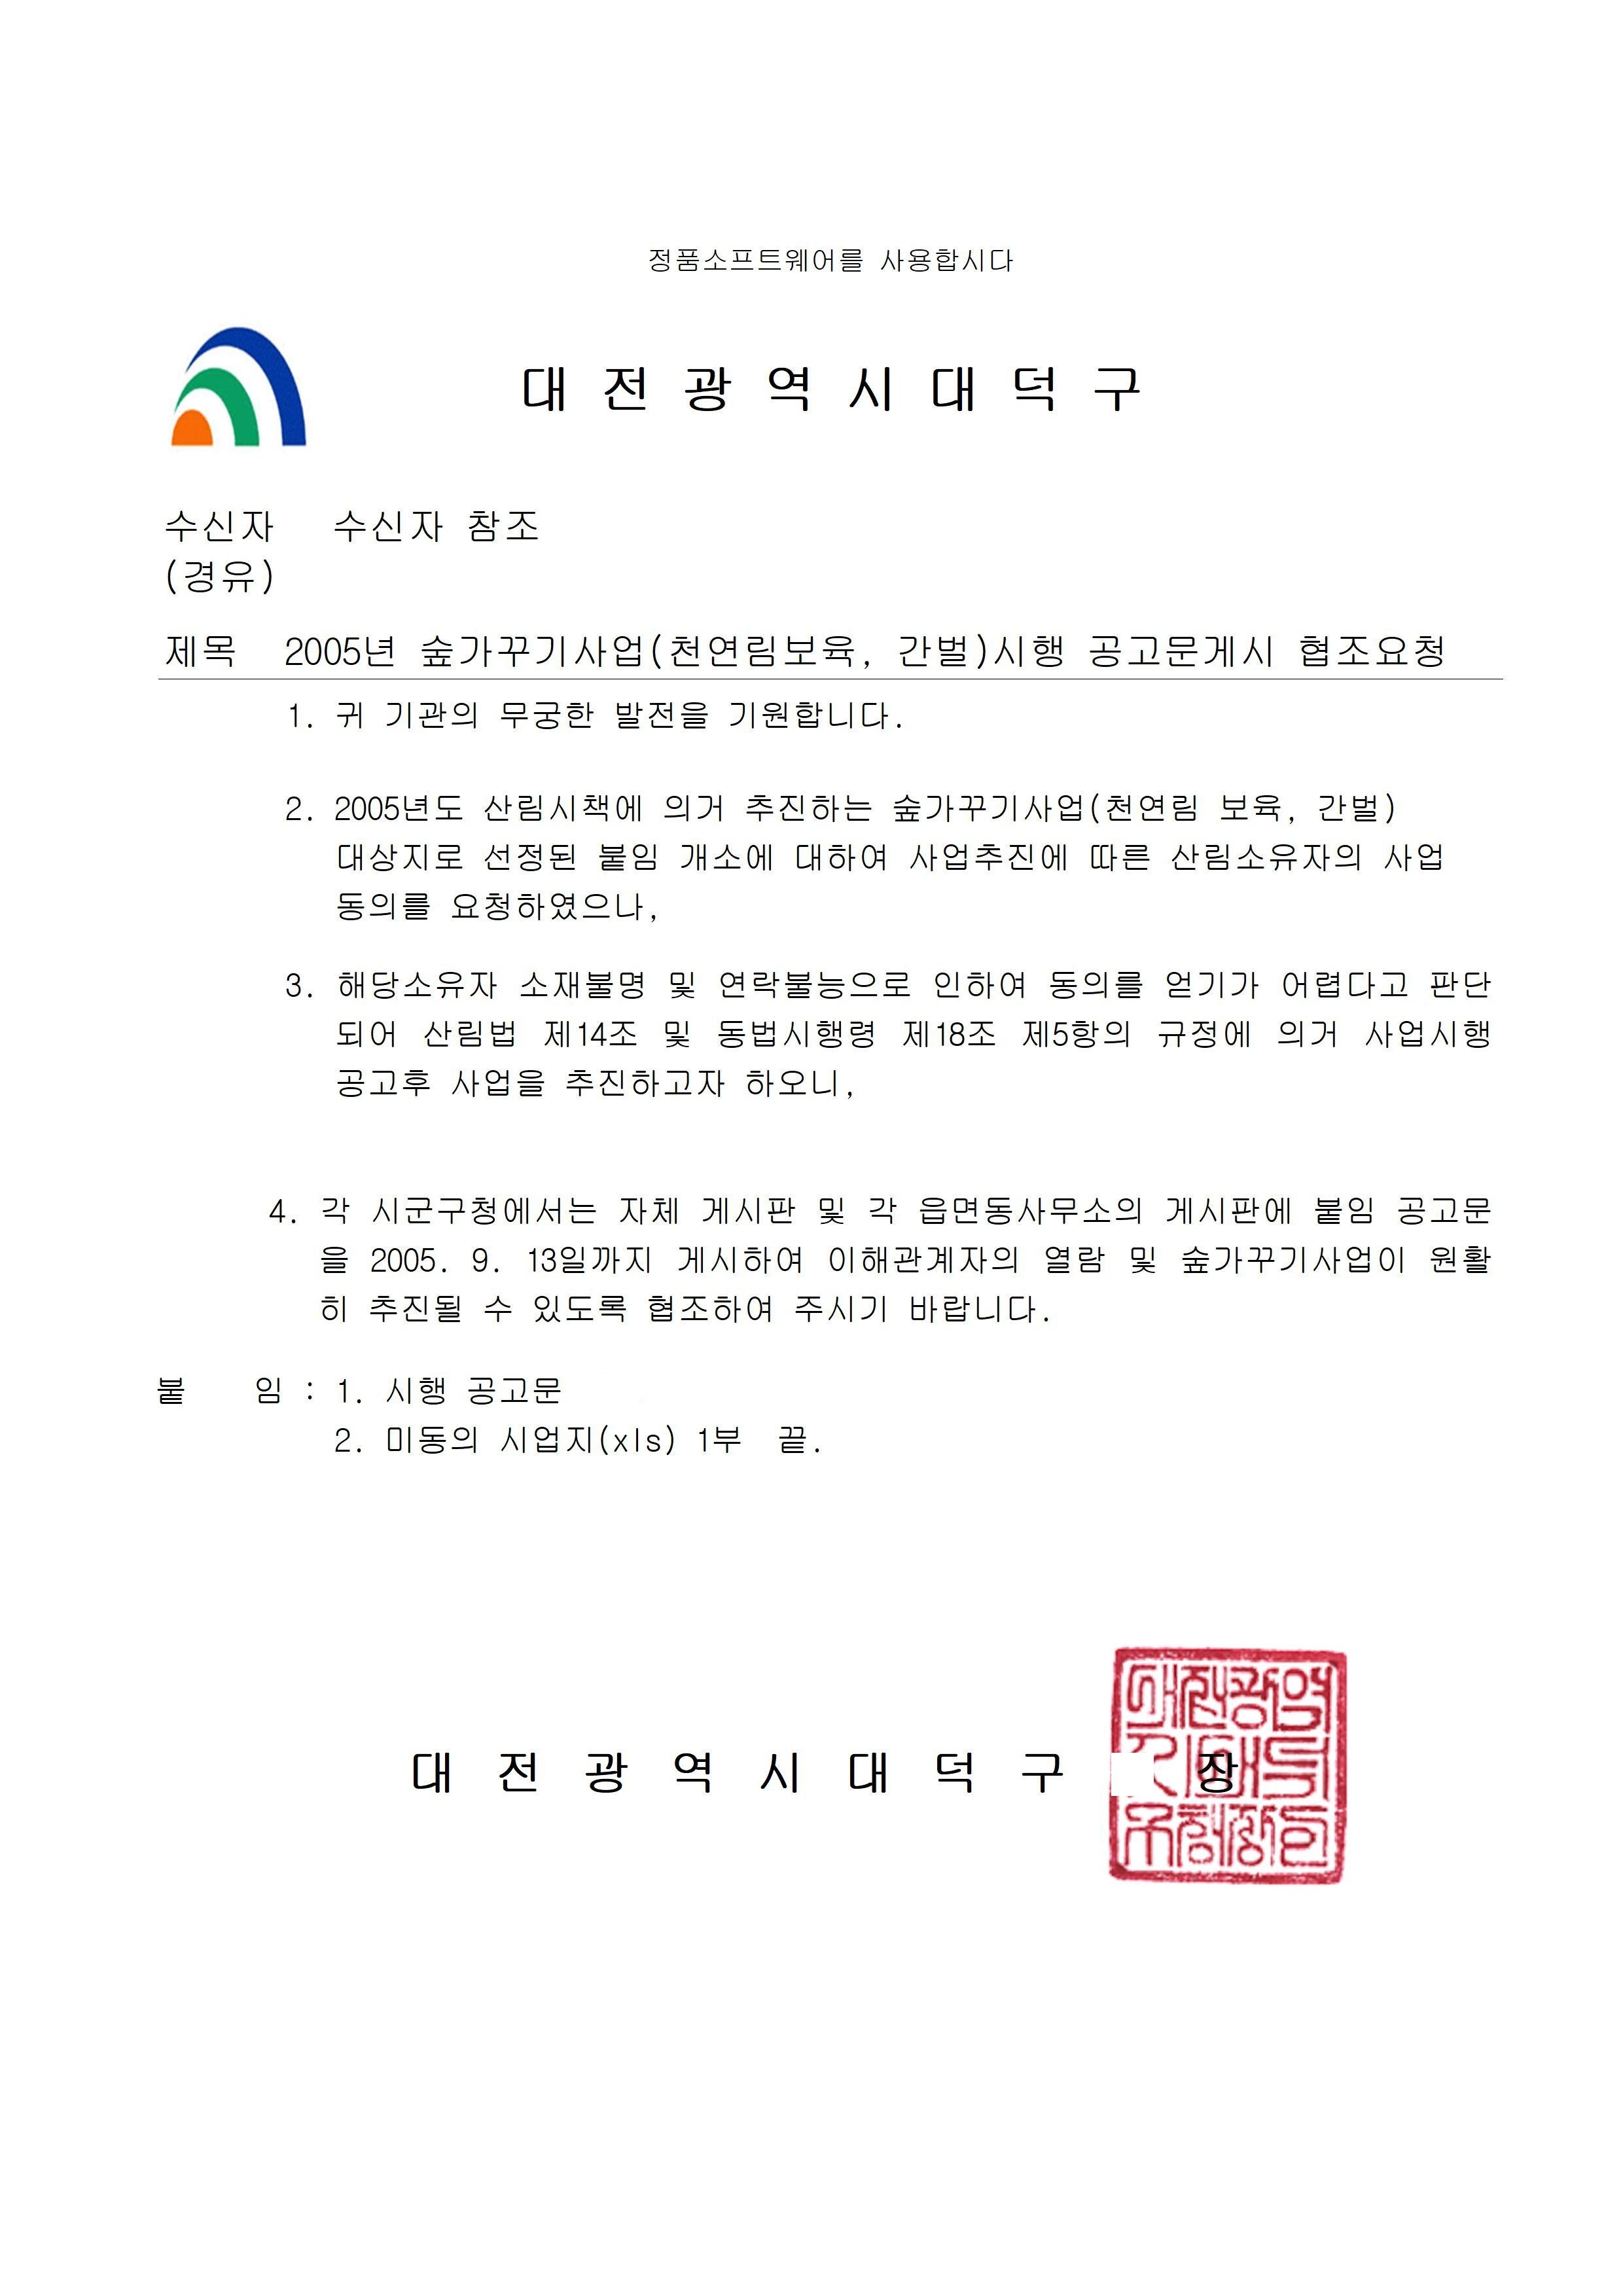 정품소프트웨어를 사용합시다
대 전 광 역 시 대 덕 구
수신자 수신자 참조
(경유)
제목 2005년 숲가꾸기사업(천연림보육, 간벌)시행 공고문게시 협조요청
1. 귀 기관의 무궁한 발전을 기원합니다.
2. 2005년도 산림시책에 의거 추진하는 숲가꾸기사업(천연림 보육, 간벌)
대상지로 선정된 붙임 개소에 대하여 사업추진에 따른 산림소유자의 사업
동의를 요청하였으나,
3. 해당소유자 소재불명 및 연락불능으로 인하여 동의를 얻기가 어렵다고 판단
되어 산림법 제14조 및 동법시행령 제18조 제5항의 규정에 의거 사업시행
공고후 사업을 추진하고자 하오니,
4. 각 시군구청에서는 자체 게시판 및 각 읍면동사무소의 게시판에 붙임 공고문
을 2005. 9. 13일까지 게시하여 이해관계자의 열람 및 숲가꾸기사업이 원활
히 추진될 수 있도록 협조하여 주시기 바랍니다.
붙 임 : 1. 시행 공고문
2. 미동의 시업지(xls) 1부 끝.
대 전 광 역 시 대 덕 구 장